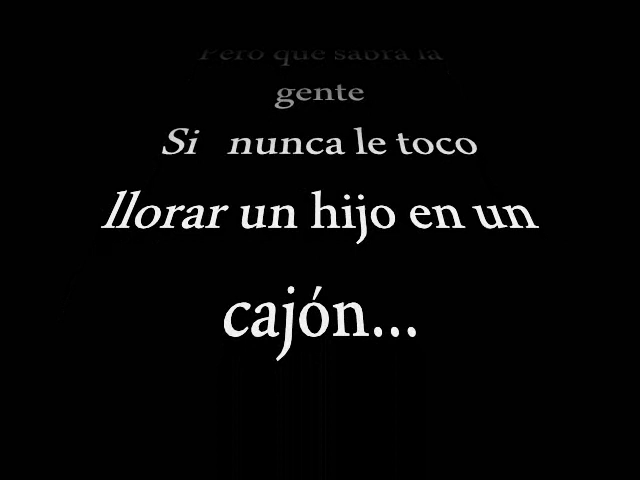 Pero que sabrá la
gente
Si nunca le toco
llorar un hijo en un
cajón...